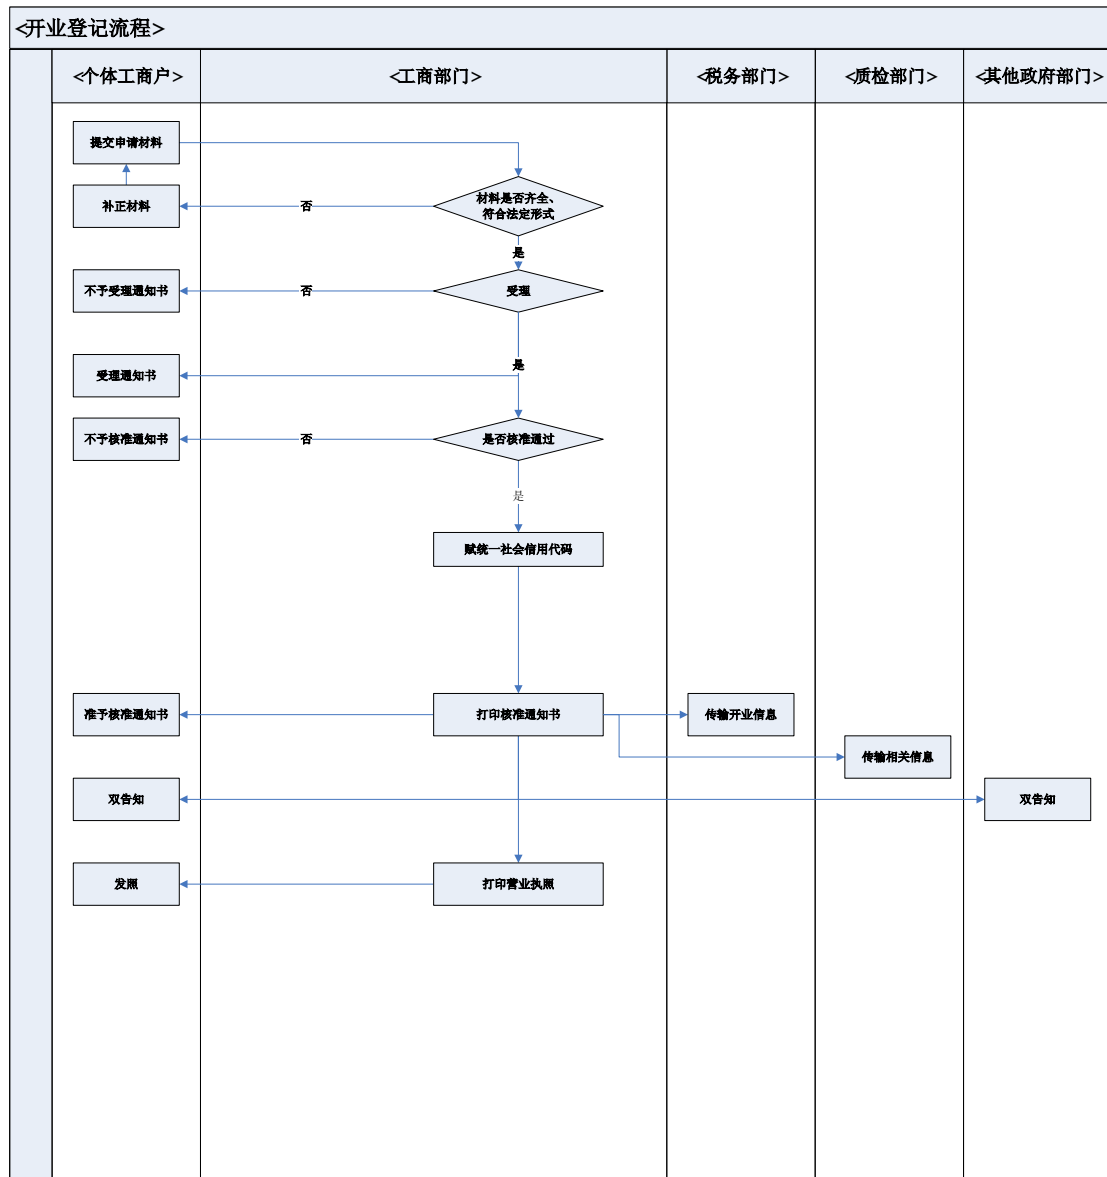 <开业登记流程>
<个体工商户>
<工商部门>
<税务部门>
<质检部门>
<其他政府部门>
提交申请材料
材料是否齐全、
符合法定形式
补正材料
否
是
不予受理通知书
否
受理
是
受理通知书
不予核准通知书
否
是否核准通过
是
赋统一社会信用代码
准予核准通知书
打印核准通知书
传输开业信息
传输相关信息
双告知
双告知
发照
打印营业执照